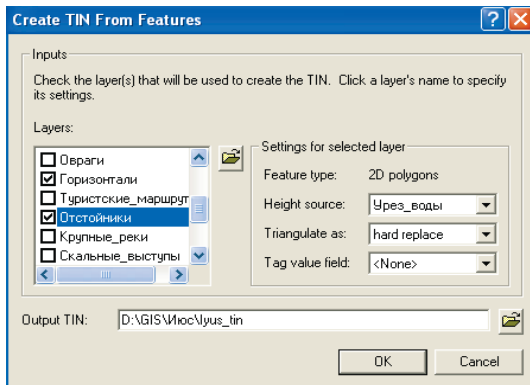 Create TIN From Features
Inputs
Check the layer(s) that will be used to create the TIN. Click a layer's name to specify
its settings.
Layers:
Овраги
Горизонтали
Туристские_маршрут
Отстойники
Крупные_реки
Скальные_выступы
Settings for selected layer
Feature type: 2D polygons
Height source: Урез_воды
Triangulate as: hard replace
Tag value field: <None>
Output TIN: D:\GIS\Июс\Iyus_tin
OK Cancel